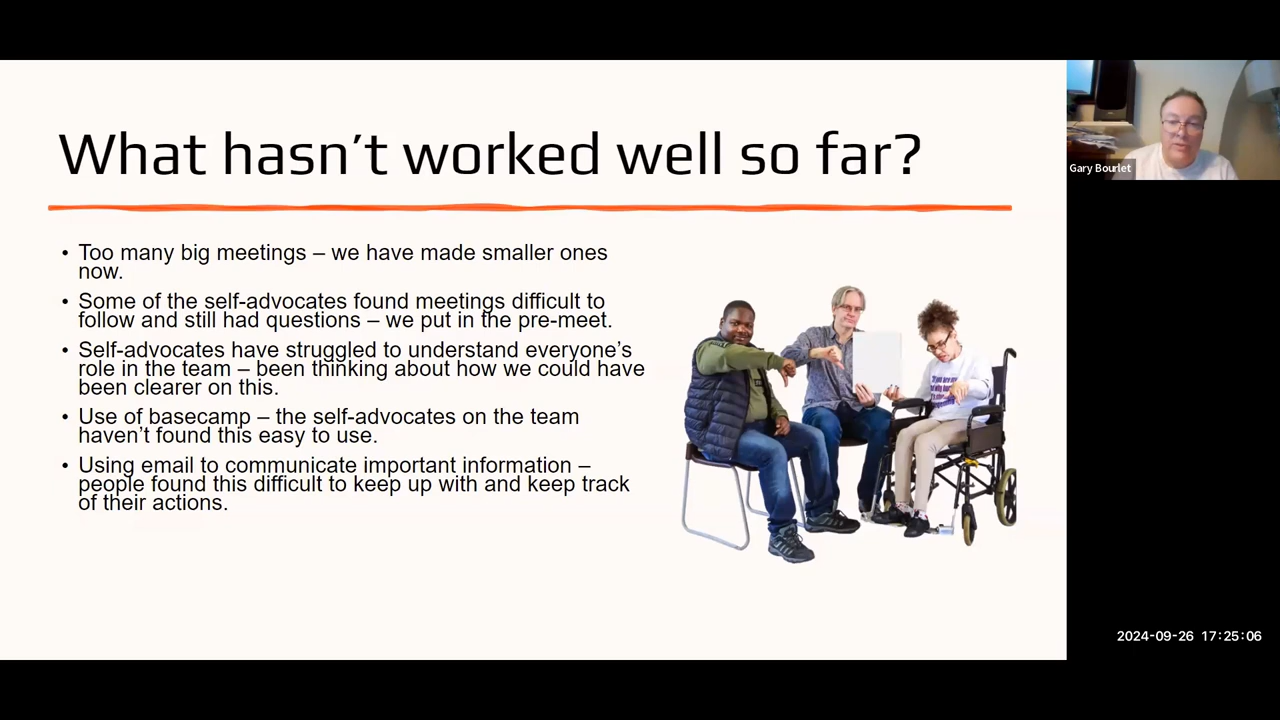 What hasn’t worked well so far?
• Too many big meetings – we have made smaller ones
now.
• Some of the self-advocates found meetings difficult to
follow and still had questions – we put in the pre-meet.
• Self-advocates have struggled to understand everyone’s
role in the team – been thinking about how we could have
been clearer on this.
• Use of basecamp – the self-advocates on the team
haven’t found this easy to use.
• Using email to communicate important information –
people found this difficult to keep up with and keep track
of their actions.
Gary Bourlet
2024-09-26 17:25:06